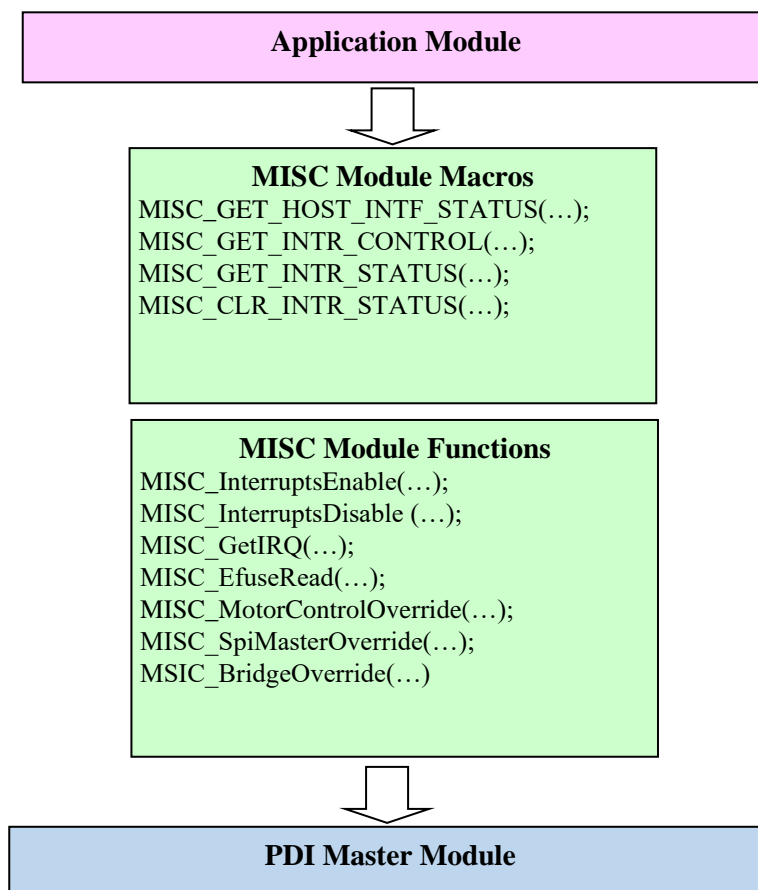 Application Module
MISC Module Macros
MISC_GET_HOST_INTF_STATUS(…);
MISC_GET_INTR_CONTROL(…);
MISC_GET_INTR_STATUS(…);
MISC_CLR_INTR_STATUS(…);
MISC Module Functions
MISC_InterruptsEnable(…);
MISC_InterruptsDisable (…);
MISC_GetIRQ(…);
MISC_EfuseRead(…);
MISC_MotorControlOverride(…);
MISC_SpiMasterOverride(…);
MSIC_BridgeOverride(…)
PDI Master Module